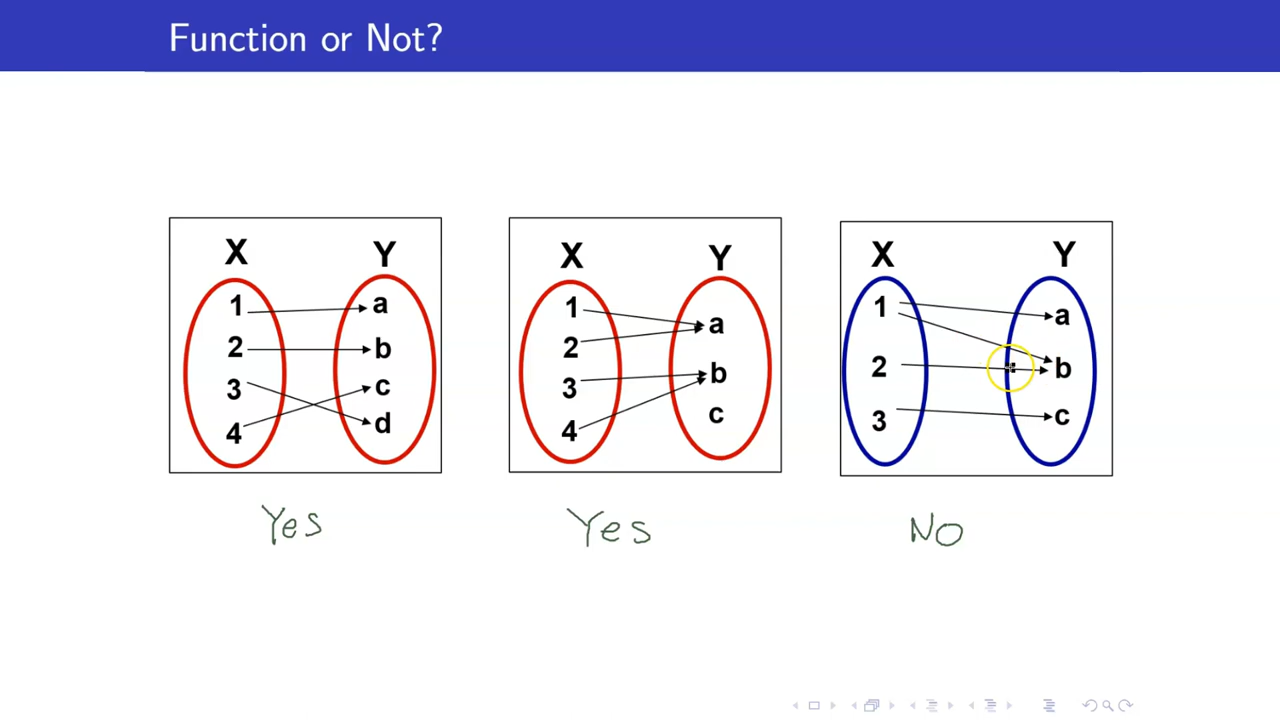 Function or Not?
X Y
1 a
2 b
3 c
4 d
Yes
X Y
1 a
2 b
3 c
4
Yes
X Y
1 a
2 b
3 c
No